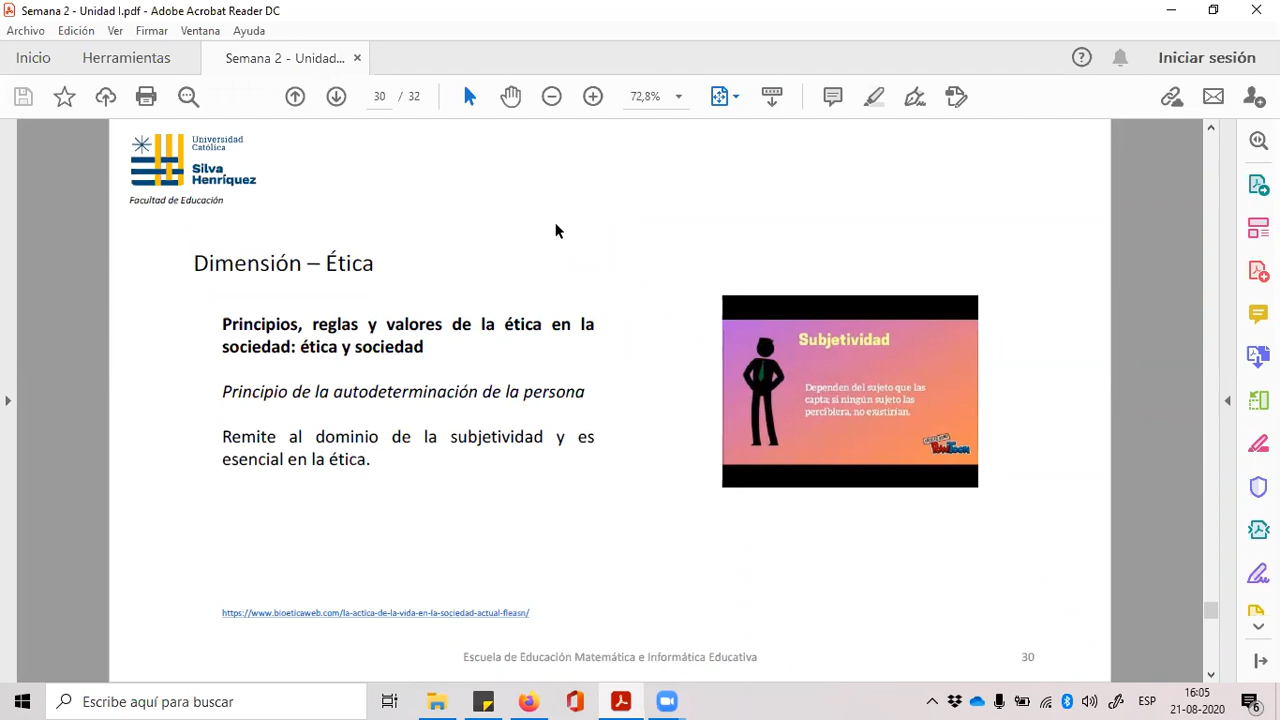 Semana 2 - Unidad I.pdf - Adobe Acrobat Reader DC
Archivo Edición Ver Firmar Ventana Ayuda
Inicio Herramientas Semana 2 - Unidad... × Iniciar sesión
30 / 32 72,8%
Universidad
Católica
Silva
Henríquez
Facultad de Educación
Dimensión – Ética
Principios, reglas y valores de la ética en la
sociedad: ética y sociedad
Principio de la autodeterminación de la persona
Remite al dominio de la subjetividad y es
esencial en la ética.
Subjetividad
Dependen del sujeto que las
capta; si ningún sujeto las
percibiera, no existirían.
PowToon
https://www.bioeticaweb.com/la-actica-de-la-vida-en-la-sociedad-actual-fleasn/
Escuela de Educación Matemática e Informática Educativa 30
Escribe aquí para buscar
ESP
16:05
21-08-2020
6